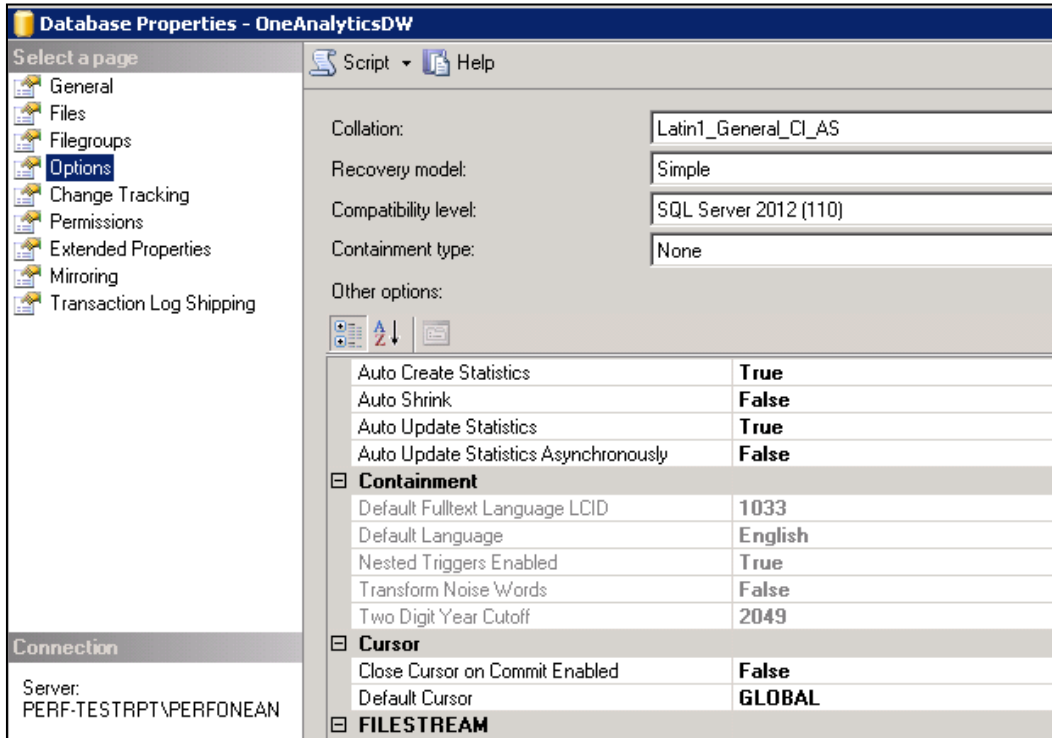 Database Properties - OneAnalyticsDW
Select a page
General
Files
Filegroups
Options
Change Tracking
Permissions
Extended Properties
Mirroring
Transaction Log Shipping
Connection
Server:
PERF-TESTRPT\PERFONEAN
Script Help
Collation: Latin1_General_CI_AS
Recovery model: Simple
Compatibility level: SQL Server 2012 (110)
Containment type: None
Other options:
Auto Create Statistics True
Auto Shrink False
Auto Update Statistics True
Auto Update Statistics Asynchronously False
Containment
Default Fulltext Language LCID 1033
Default Language English
Nested Triggers Enabled True
Transform Noise Words False
Two Digit Year Cutoff 2049
Cursor
Close Cursor on Commit Enabled False
Default Cursor GLOBAL
FILESTREAM